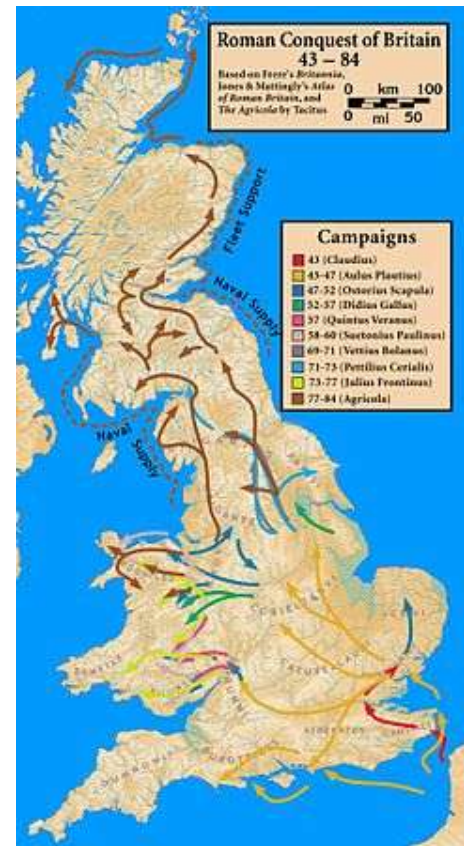 Roman Conquest of Britain
43 – 84
Based on Frere's Britannia,
Jones & Mattingly's Atlas
of Roman Britain, and
The Agricola by Tacitus
0 km 100
0 mi 50
Fleet Support
Naval Supply
Campaigns
43 (Claudius)
43-47 (Aulus Plautius)
47-52 (Ostorius Scapula)
52-57 (Didius Gallus)
57 (Quintus Veranus)
58-60 (Suetonius Paulinus)
69-71 (Vettius Bolanus)
71-73 (Petillius Cerialis)
73-77 (Julius Frontinus)
77-84 (Agricola)
Naval
Supply